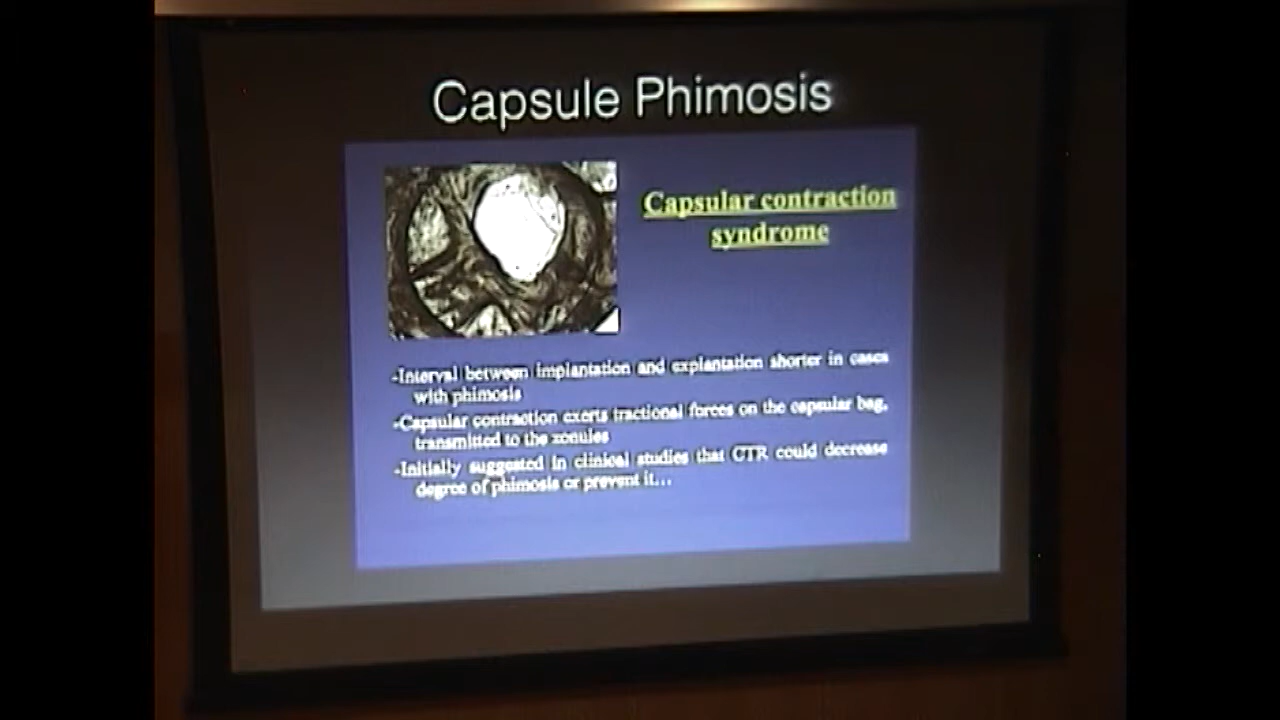 Capsule Phimosis
Capsular contraction
syndrome
-Interval between implantation and explantation shorter in cases
with phimosis
-Capsular contraction exerts tractional forces on the capsular bag,
transmitted to the zonules
-Initially suggested in clinical studies that CTR could decrease
degree of phimosis or prevent it...